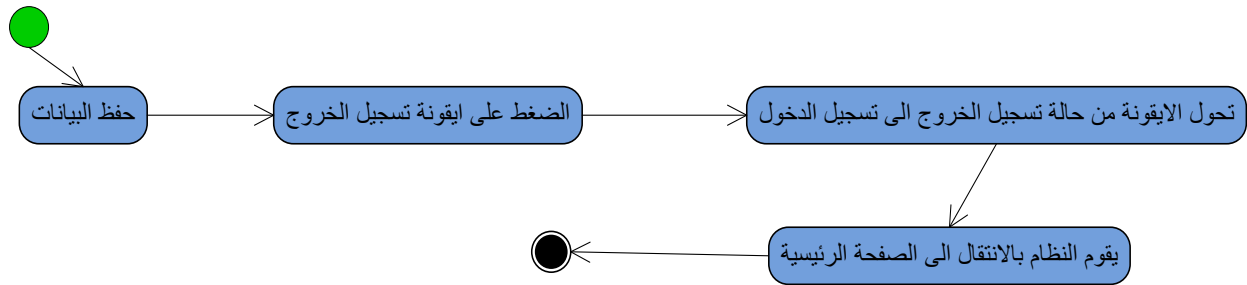 حفظ البيانات
الضغط على ايقونة تسجيل الخروج
تحول الايقونة من حالة تسجيل الخروج الى تسجيل الدخول
يقوم النظام بالانتقال الى الصفحة الرئيسية